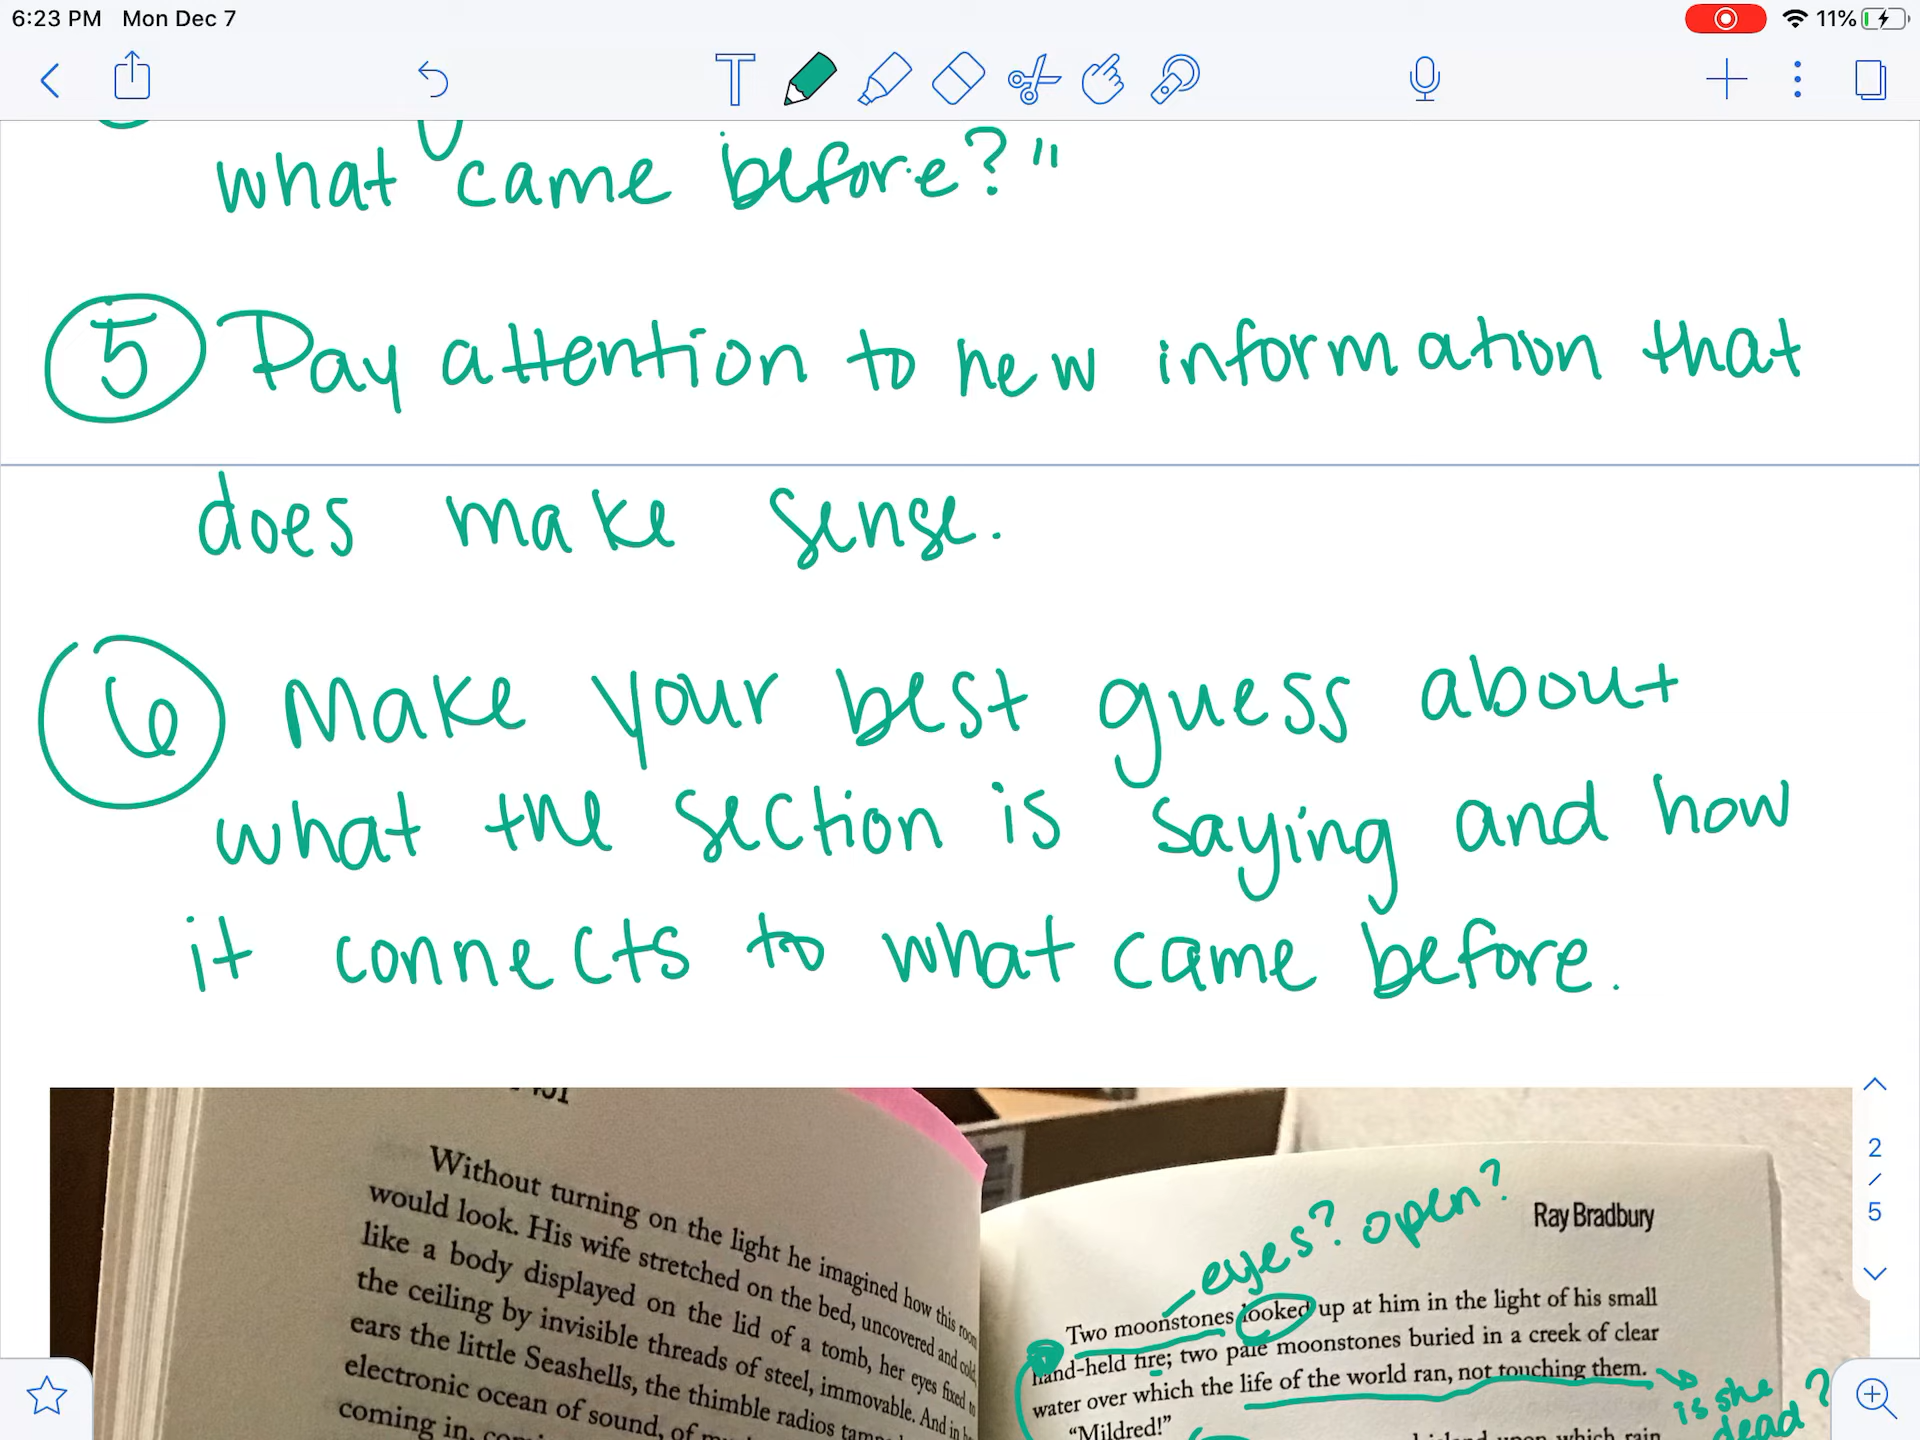 6:23 PM Mon Dec 7
11%
what came before?"
5 Pay attention to new information that
does make sense.
6 Make your best guess about
what the section is saying and how
it connects to what came before.
2
/
5
451
Without turning on the light he imagined how this room
would look. His wife stretched on the bed, uncovered and cold,
like a body displayed on the lid of a tomb, her eyes fixed to
the ceiling by invisible threads of steel, immovable. And in her
ears the little Seashells, the thimble radios
electronic ocean of sound, of
coming in,
eyes? open?
Ray Bradbury
Two moonstones looked up at him in the light of his small
hand-held fire; two pale moonstones buried in a creek of clear
water over which the life of the world ran, not touching them.
is she
dead?
"Mildred!"
upon which rain